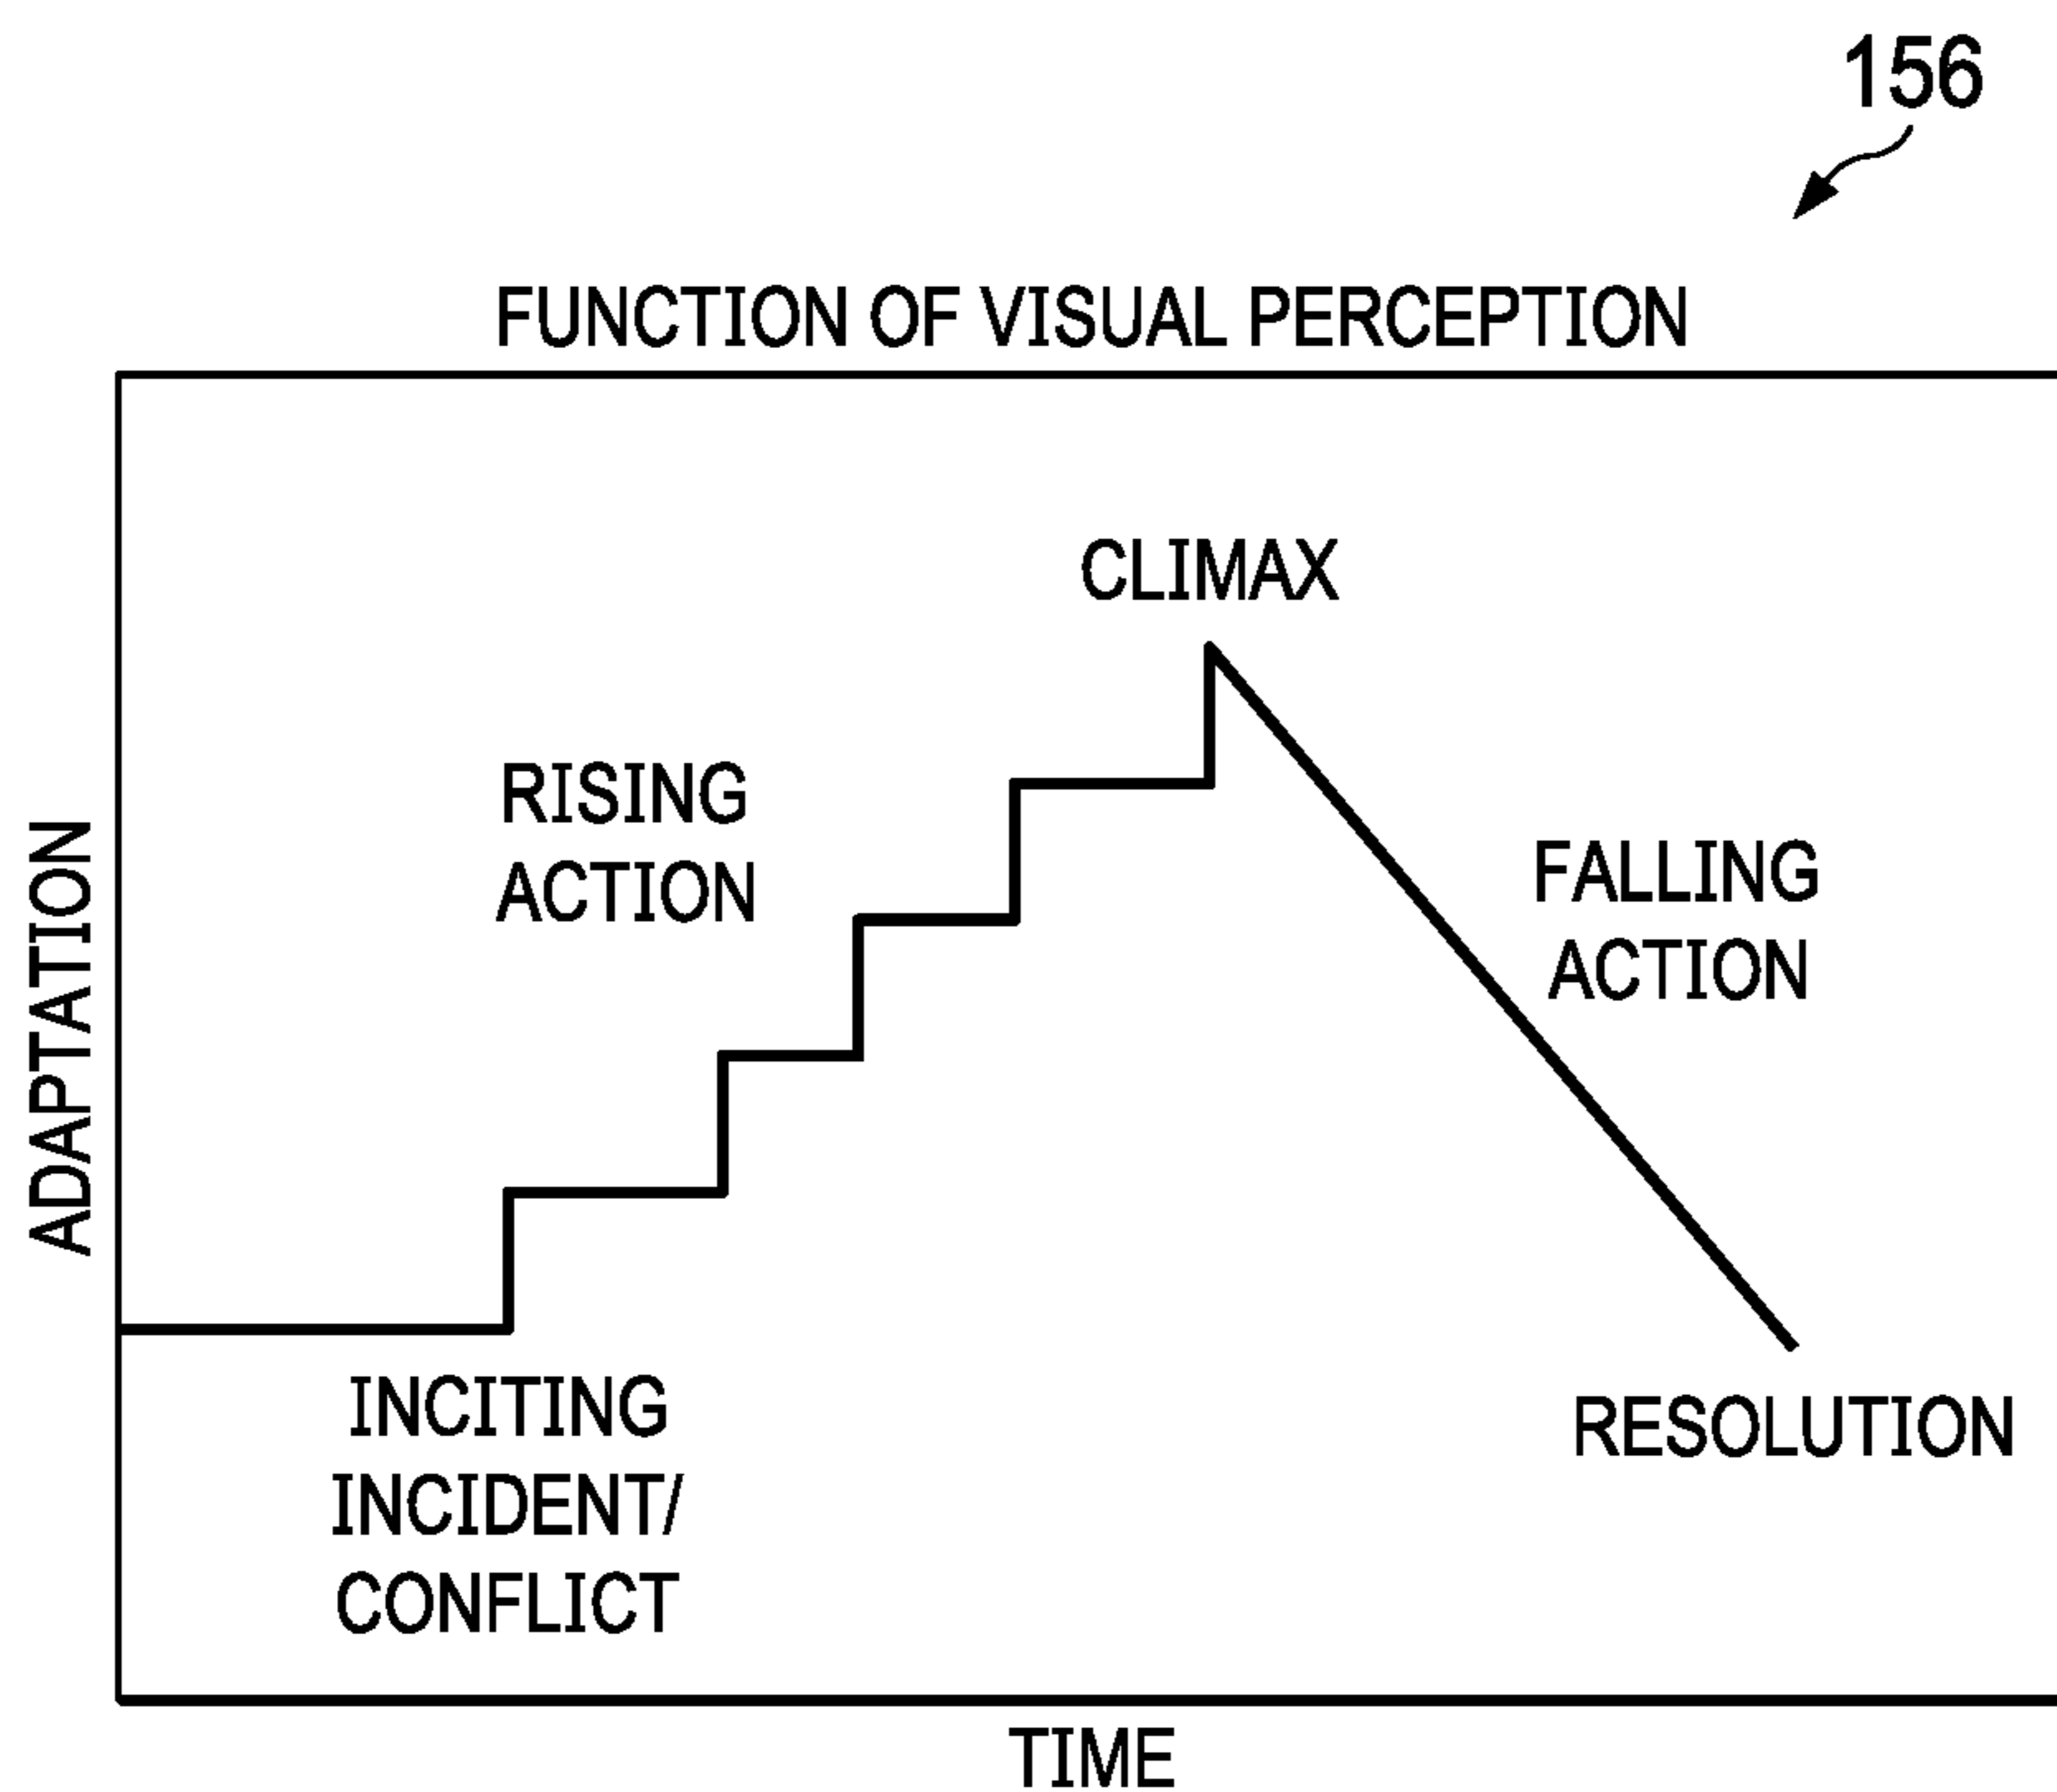 156
FUNCTION OF VISUAL PERCEPTION
CLIMAX
RISING
ACTION
FALLING
ACTION
ADAPTATION
INCITING
INCIDENT/
CONFLICT
RESOLUTION
TIME